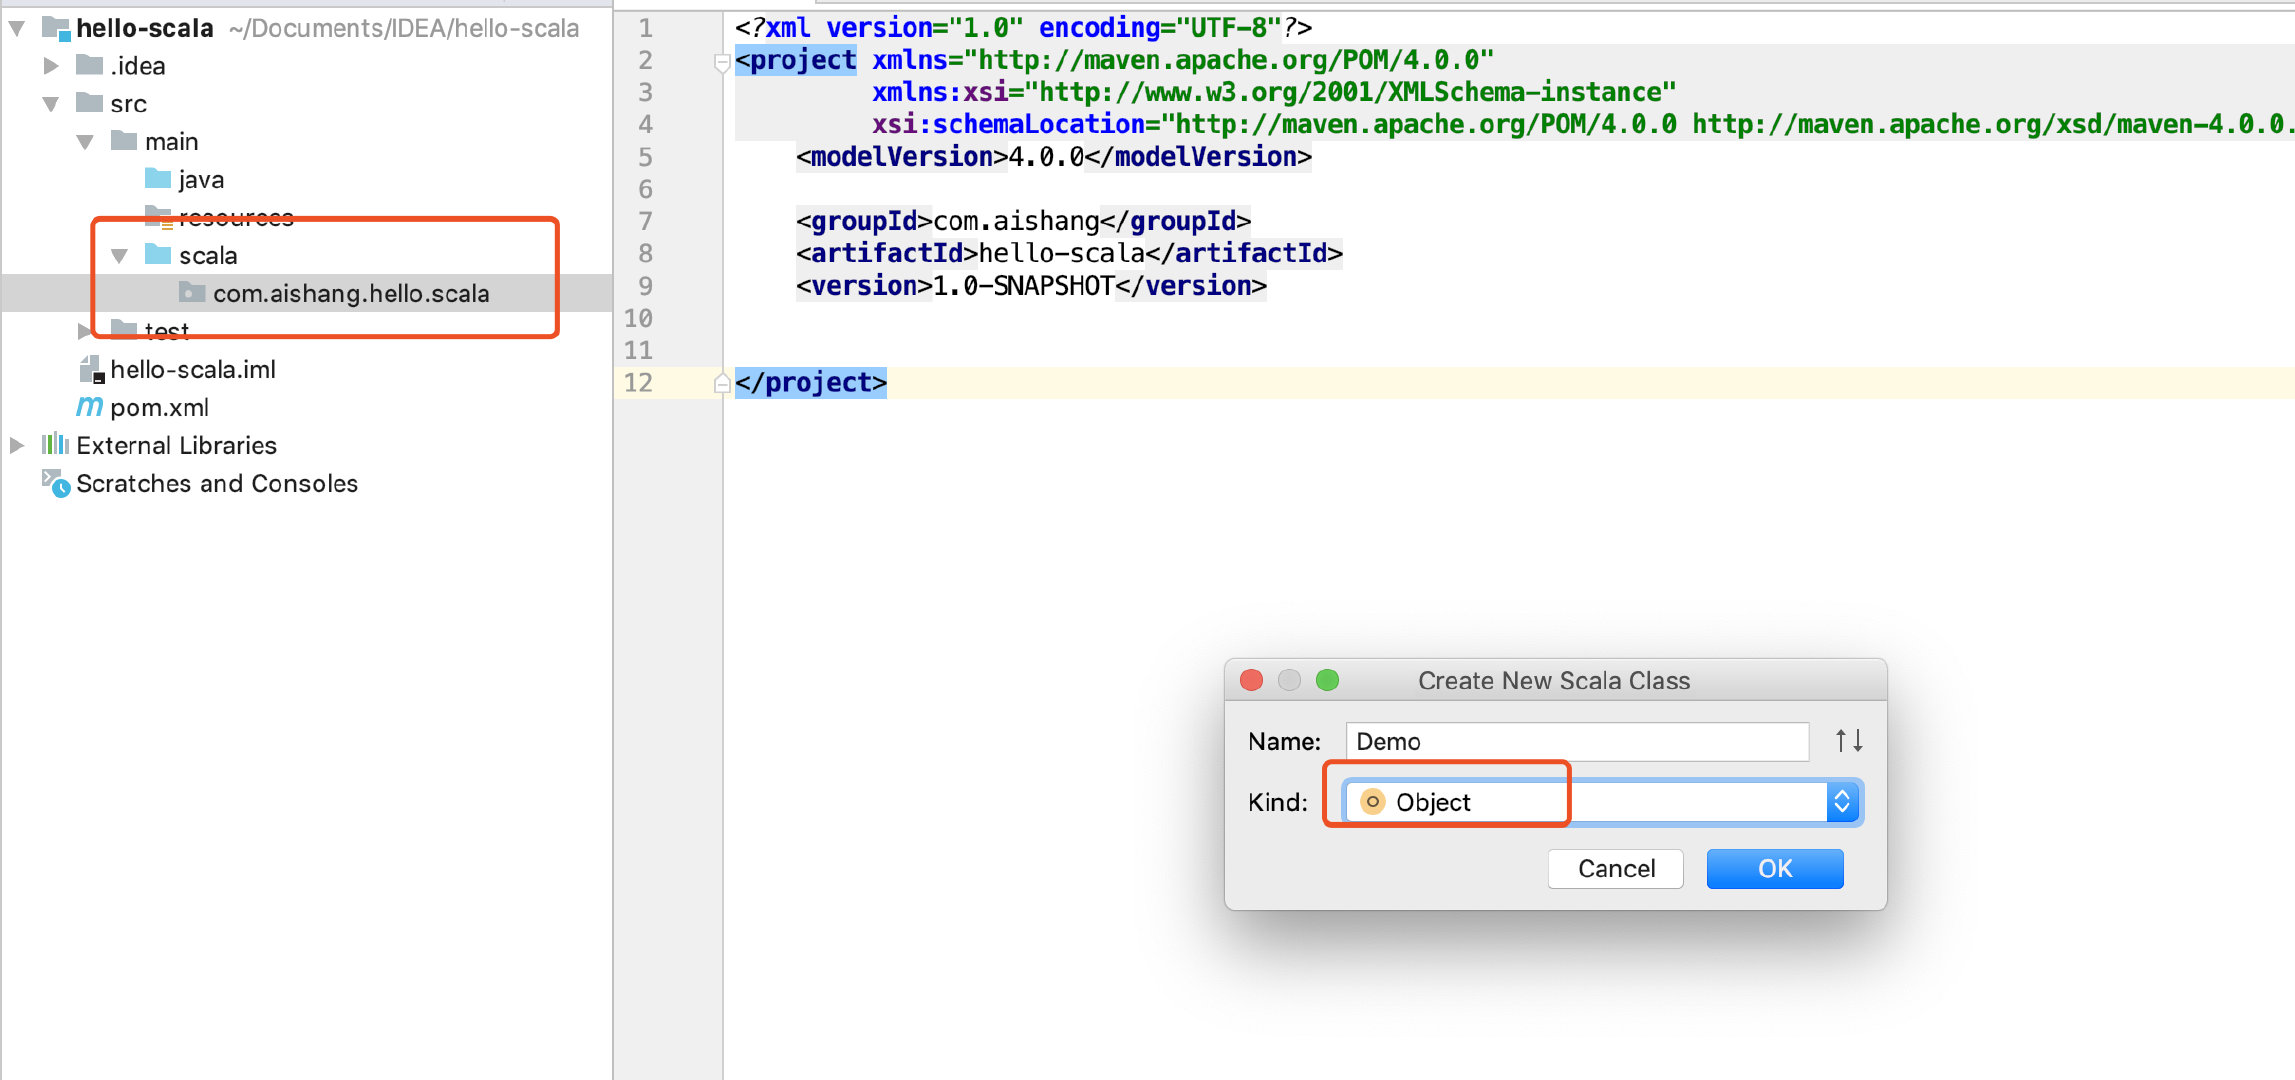 hello-scala ~/Documents/IDEA/hello-scala
.idea
src
main
java
resources
scala
com.aishang.hello.scala
test
hello-scala.iml
pom.xml
External Libraries
Scratches and Consoles
1 <?xml version="1.0" encoding="UTF-8"?>
2 <project xmlns="http://maven.apache.org/POM/4.0.0"
3 xmlns:xsi="http://www.w3.org/2001/XMLSchema-instance"
4 xsi:schemaLocation="http://maven.apache.org/POM/4.0.0 http://maven.apache.org/xsd/maven-4.0.0.
5 <modelVersion>4.0.0</modelVersion>
6
7 <groupId>com.aishang</groupId>
8 <artifactId>hello-scala</artifactId>
9 <version>1.0-SNAPSHOT</version>
10
11
12 </project>
Create New Scala Class
Name: Demo
Kind: Object
Cancel OK